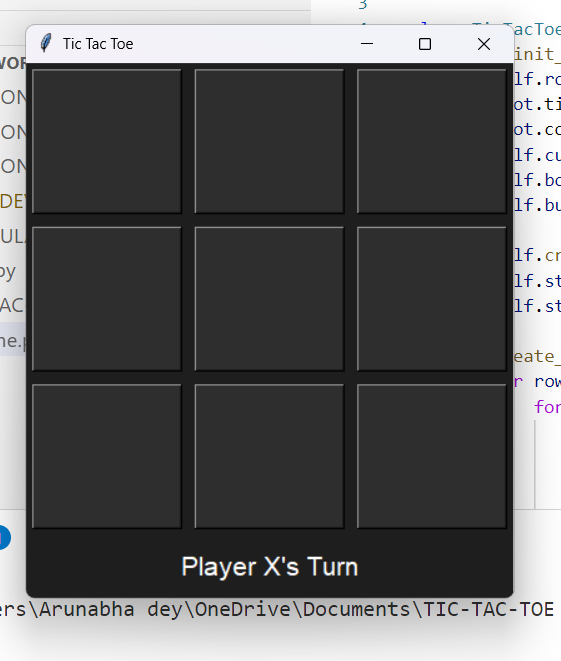 3
Tic Tac Toe
TicTacToe
init_
WOR
lf.ro
ON
ot.ti
ot.co
ON
lf.cu
ON
lf.bo
DE
lf.bu
ULA
lf.cr
py
lf.st
AC
lf.st
ne.p
eate_
r row
for
Player X's Turn
ers\Arunabha dey\OneDrive\Documents\TIC-TAC-TOE